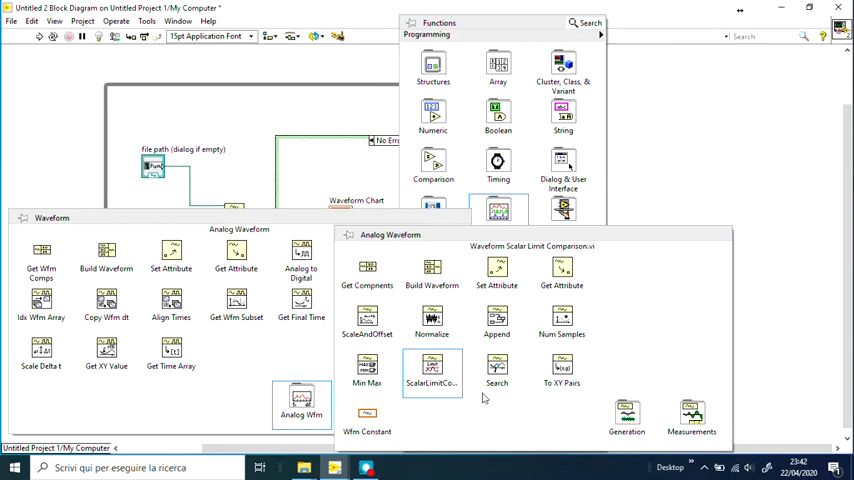 Untitled 2 Block Diagram on Untitled Project 1/My Computer *
File Edit View Project Operate Tools Window Help
15pt Application Font
Search
Functions
Search
Programming
Structures
Array
Cluster, Class, &
Variant
Numeric
Boolean
String
Comparison
Timing
Dialog & User
Interface
file path (dialog if empty)
No Erro
Waveform Chart
Waveform
Analog Waveform
Get Wfm
Comps
Build Waveform
Set Attribute
Get Attribute
Analog to
Digital
Idx Wfm Array
Copy Wfm dt
Align Times
Get Wfm Subset
Get Final Time
Scale Delta t
Get XY Value
Get Time Array
Analog Wfm
Analog Waveform
Waveform Scalar Limit Comparison.vi
Get Compnents
Build Waveform
Set Attribute
Get Attribute
ScaleAndOffset
Normalize
Append
Num Samples
Min Max
ScalarLimitCo...
Search
To XY Pairs
Wfm Constant
Generation
Measurements
Untitled Project 1/My Computer
Scrivi qui per eseguire la ricerca
Desktop
23:42
22/04/2020